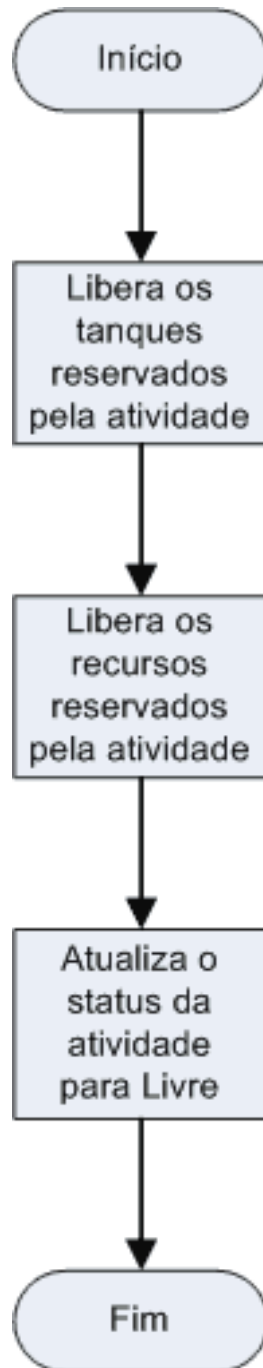 Início
Libera os
tanques
reservados
pela atividade
Libera os
recursos
reservados
pela atividade
Atualiza o
status da
atividade
para Livre
Fim